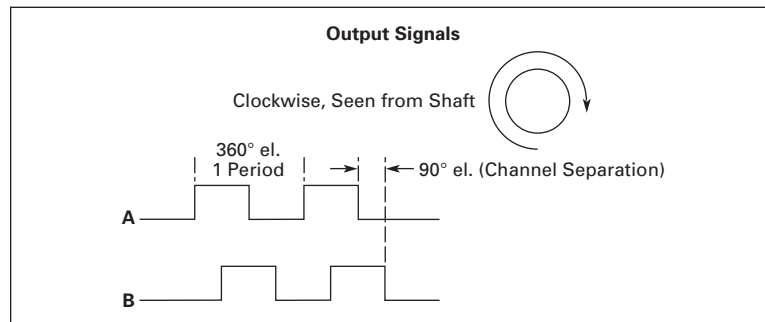 Output Signals
Clockwise, Seen from Shaft
360° el.
1 Period
90° el. (Channel Separation)
A
B